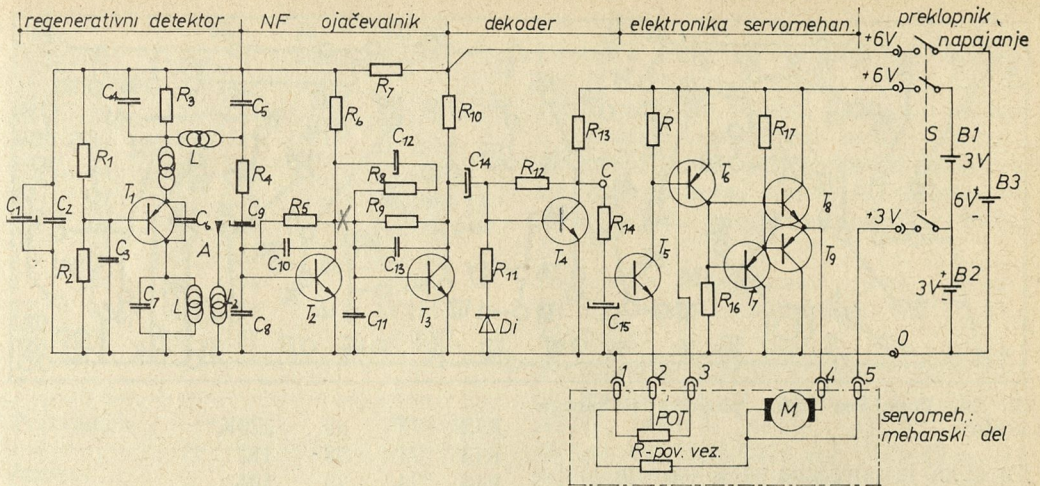 regenerativni detektor NF ojačevalnik dekoder elektronika servomehan. preklopnik
napajanje
+6V
+6V
C4 R3 C5 R7
R6 R10 R13 R R17
L
R1 C12 C14 S B1
3V
R4 R8 R12 C T6 B3
6V
T1 T8
C1 C2 C6 C9 R5 X R9 R14 +3V
A T4 T5 T9
R2 C3 C10 C13 R11 T7
B2
3V
C7 L L2 T2 T3 R16
C8 C11 Di C15
0
1 2 3 4 5
POT M servomeh.:
mehanski del
R-pov. vez.